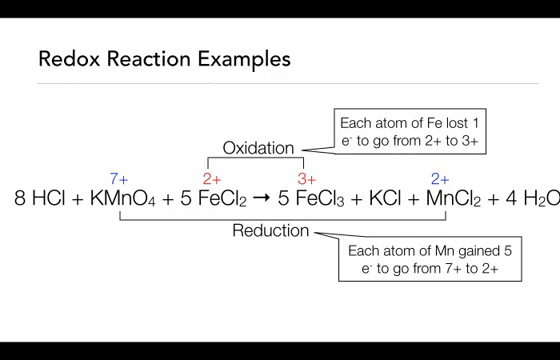 Redox Reaction Examples
Each atom of Fe lost 1
e⁻ to go from 2+ to 3+
Oxidation
7+ 2+ 3+ 2+
8 HCl + KMnO₄ + 5 FeCl₂ → 5 FeCl₃ + KCl + MnCl₂ + 4 H₂O
Reduction
Each atom of Mn gained 5
e⁻ to go from 7+ to 2+